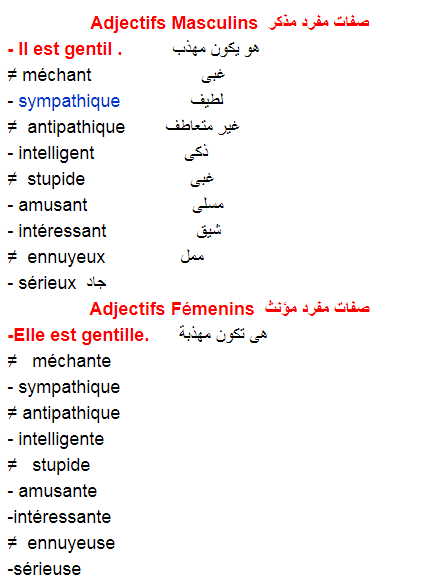 Adjectifs Masculins صفات مفرد مذكر
- Il est gentil . هو يكون مهذب
≠ méchant غبى
- sympathique لطيف
≠ antipathique غير متعاطف
- intelligent ذكى
≠ stupide غبى
- amusant مسلى
- intéressant شيق
≠ ennuyeux ممل
- sérieux جاد
Adjectifs Fémenins صفات مفرد مؤنث
-Elle est gentille. هى تكون مهذبة
≠ méchante
- sympathique
≠ antipathique
- intelligente
≠ stupide
- amusante
-intéressante
≠ ennuyeuse
-sérieuse